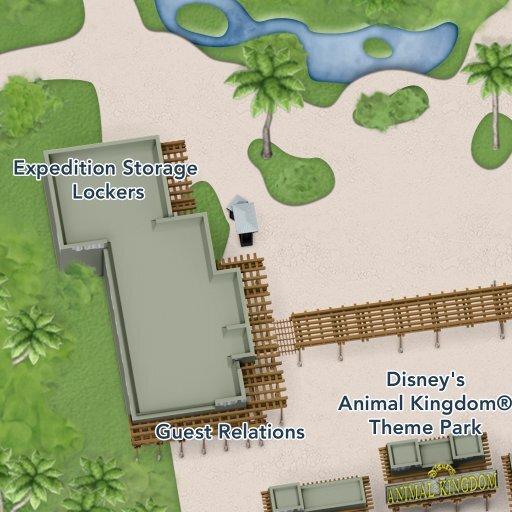 Expedition Storage
Lockers
Disney's
Animal Kingdom®
Theme Park
Guest Relations
ANIMAL KINGDOM